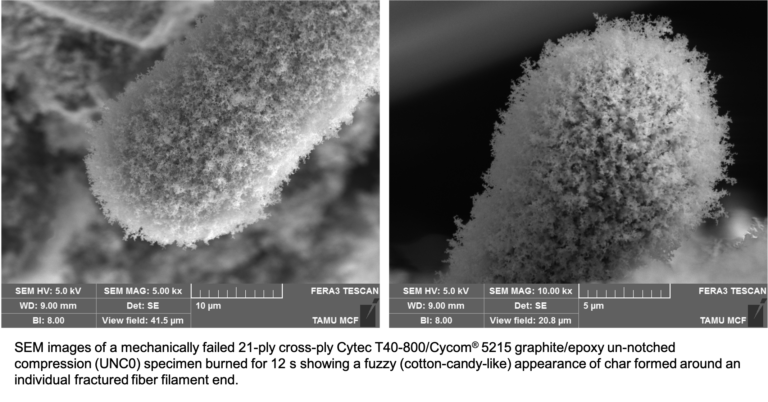 SEM HV: 5.0 kV SEM MAG: 5.00 kx FERA3 TESCAN
WD: 9.00 mm Det: SE 10 µm
BI: 8.00 View field: 41.5 µm TAMU MCF
SEM HV: 5.0 kV SEM MAG: 10.00 kx FERA3 TESCAN
WD: 9.00 mm Det: SE 5 µm
BI: 8.00 View field: 20.8 µm TAMU MCF
SEM images of a mechanically failed 21-ply cross-ply Cytec T40-800/Cycom® 5215 graphite/epoxy un-notched
compression (UNC0) specimen burned for 12 s showing a fuzzy (cotton-candy-like) appearance of char formed around an
individual fractured fiber filament end.